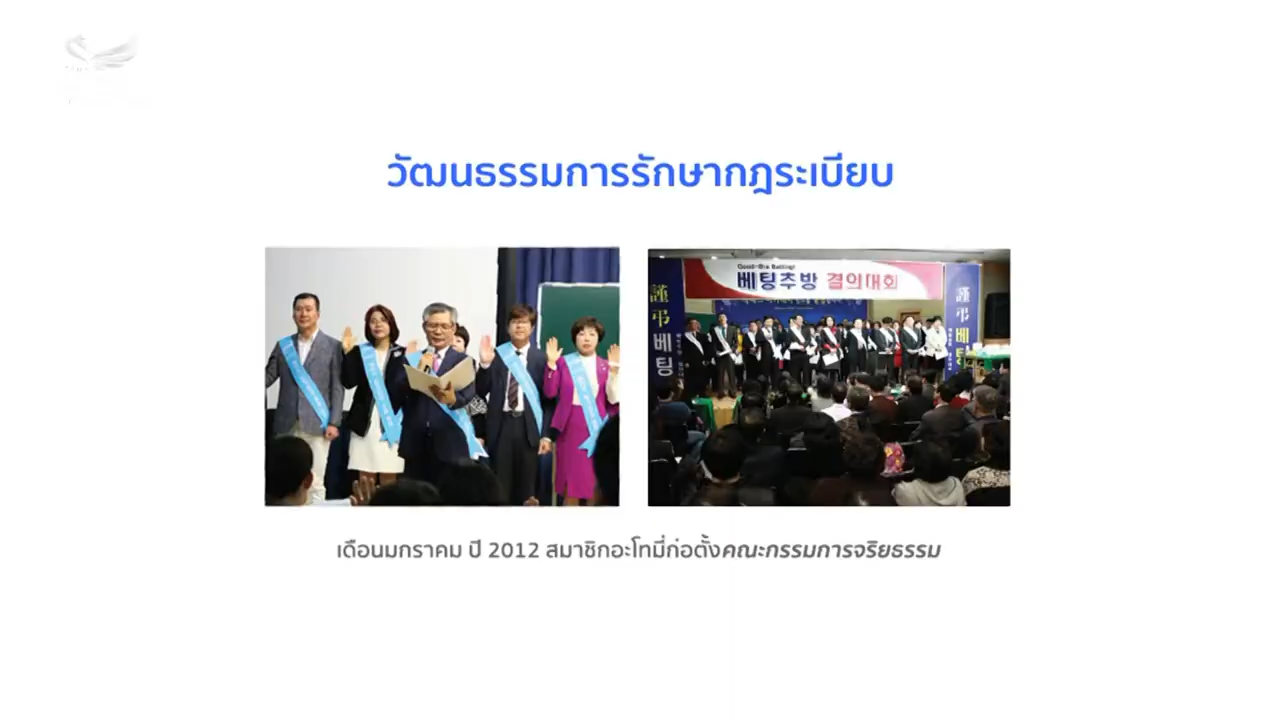 วัฒนธรรมการรักษากฎระเบียบ
Good-Bye Betting!
베팅추방 결의대회
謹弔 베팅
謹弔 베팅
เดือนมกราคม ปี 2012 สมาชิกอะโทมี่ก่อตั้งคณะกรรมการจริยธรรม